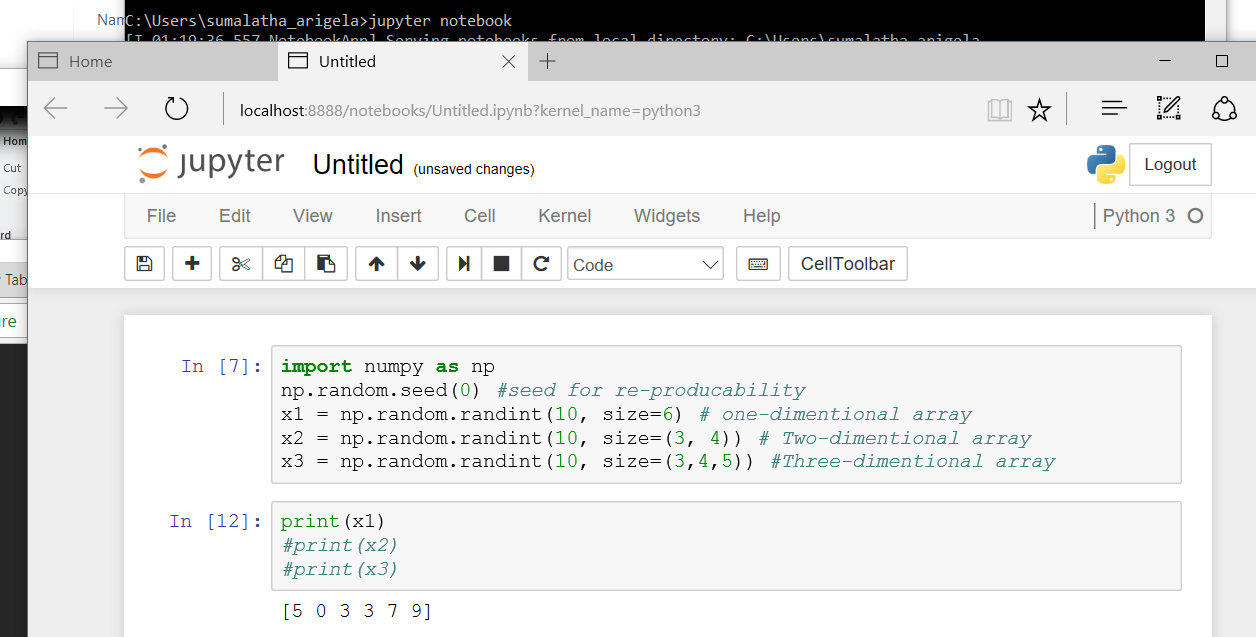 Nam
C:\Users\sumalatha_arigela>jupyter notebook
[I 01:19:36.557 NotebookApp] Serving notebooks from local directory: C:\Users\sumalatha_arigela
Home
Untitled
localhost:8888/notebooks/Untitled.ipynb?kernel_name=python3
Hom
Cut
Copy
rd
Tab
re
jupyter Untitled (unsaved changes)
Logout
File Edit View Insert Cell Kernel Widgets Help Python 3
Code CellToolbar
In [7]: import numpy as np
np.random.seed(0) #seed for re-producability
x1 = np.random.randint(10, size=6) # one-dimentional array
x2 = np.random.randint(10, size=(3, 4)) # Two-dimentional array
x3 = np.random.randint(10, size=(3,4,5)) #Three-dimentional array
In [12]: print(x1)
#print(x2)
#print(x3)
[5 0 3 3 7 9]